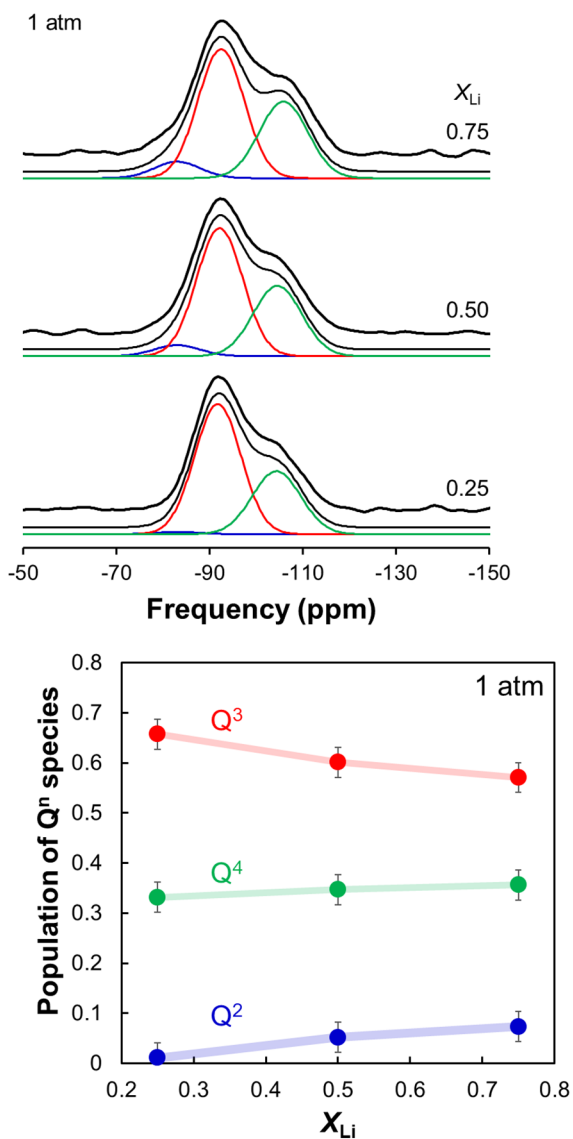 1 atm
X_Li
0.75
0.50
0.25
-50 -70 -90 -110 -130 -150
Frequency (ppm)
0.8
1 atm
0.7
Q³
0.6
0.5
0.4
Q⁴
0.3
0.2
0.1
Q²
0
0.2 0.3 0.4 0.5 0.6 0.7 0.8
X_Li
Population of Qⁿ species